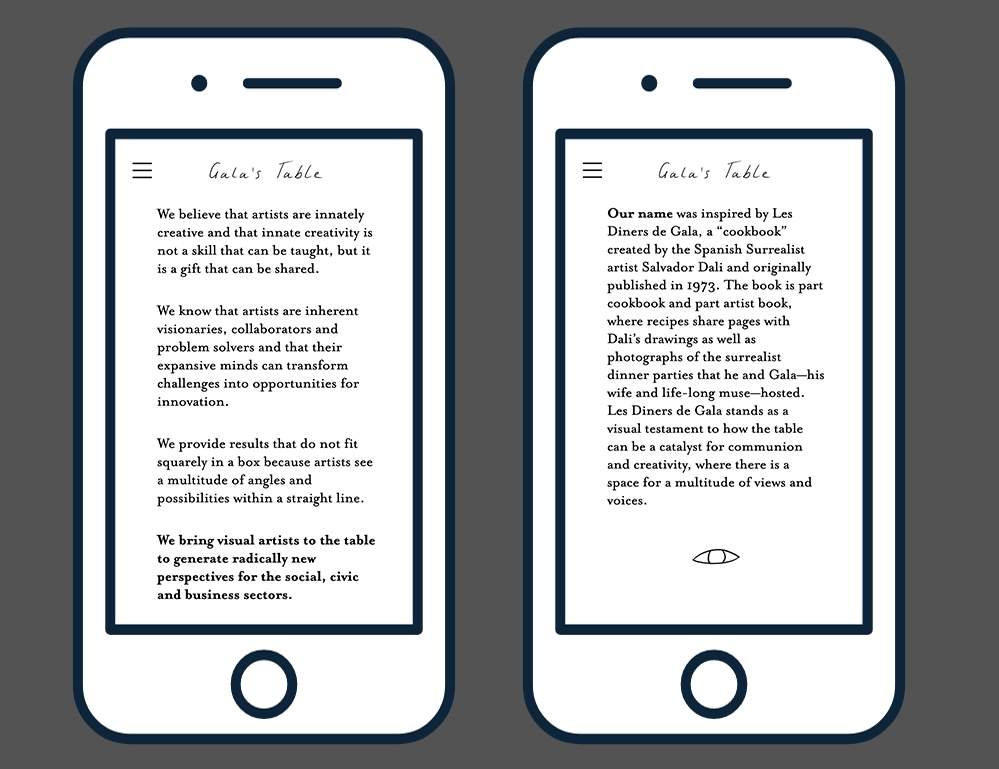 Gala's Table
We believe that artists are innately
creative and that innate creativity is
not a skill that can be taught, but it
is a gift that can be shared.
We know that artists are inherent
visionaries, collaborators and
problem solvers and that their
expansive minds can transform
challenges into opportunities for
innovation.
We provide results that do not fit
squarely in a box because artists see
a multitude of angles and
possibilities within a straight line.
We bring visual artists to the table
to generate radically new
perspectives for the social, civic
and business sectors.
Gala's Table
Our name was inspired by Les
Diners de Gala, a “cookbook”
created by the Spanish Surrealist
artist Salvador Dali and originally
published in 1973. The book is part
cookbook and part artist book,
where recipes share pages with
Dali’s drawings as well as
photographs of the surrealist
dinner parties that he and Gala—his
wife and life-long muse—hosted.
Les Diners de Gala stands as a
visual testament to how the table
can be a catalyst for communion
and creativity, where there is a
space for a multitude of views and
voices.